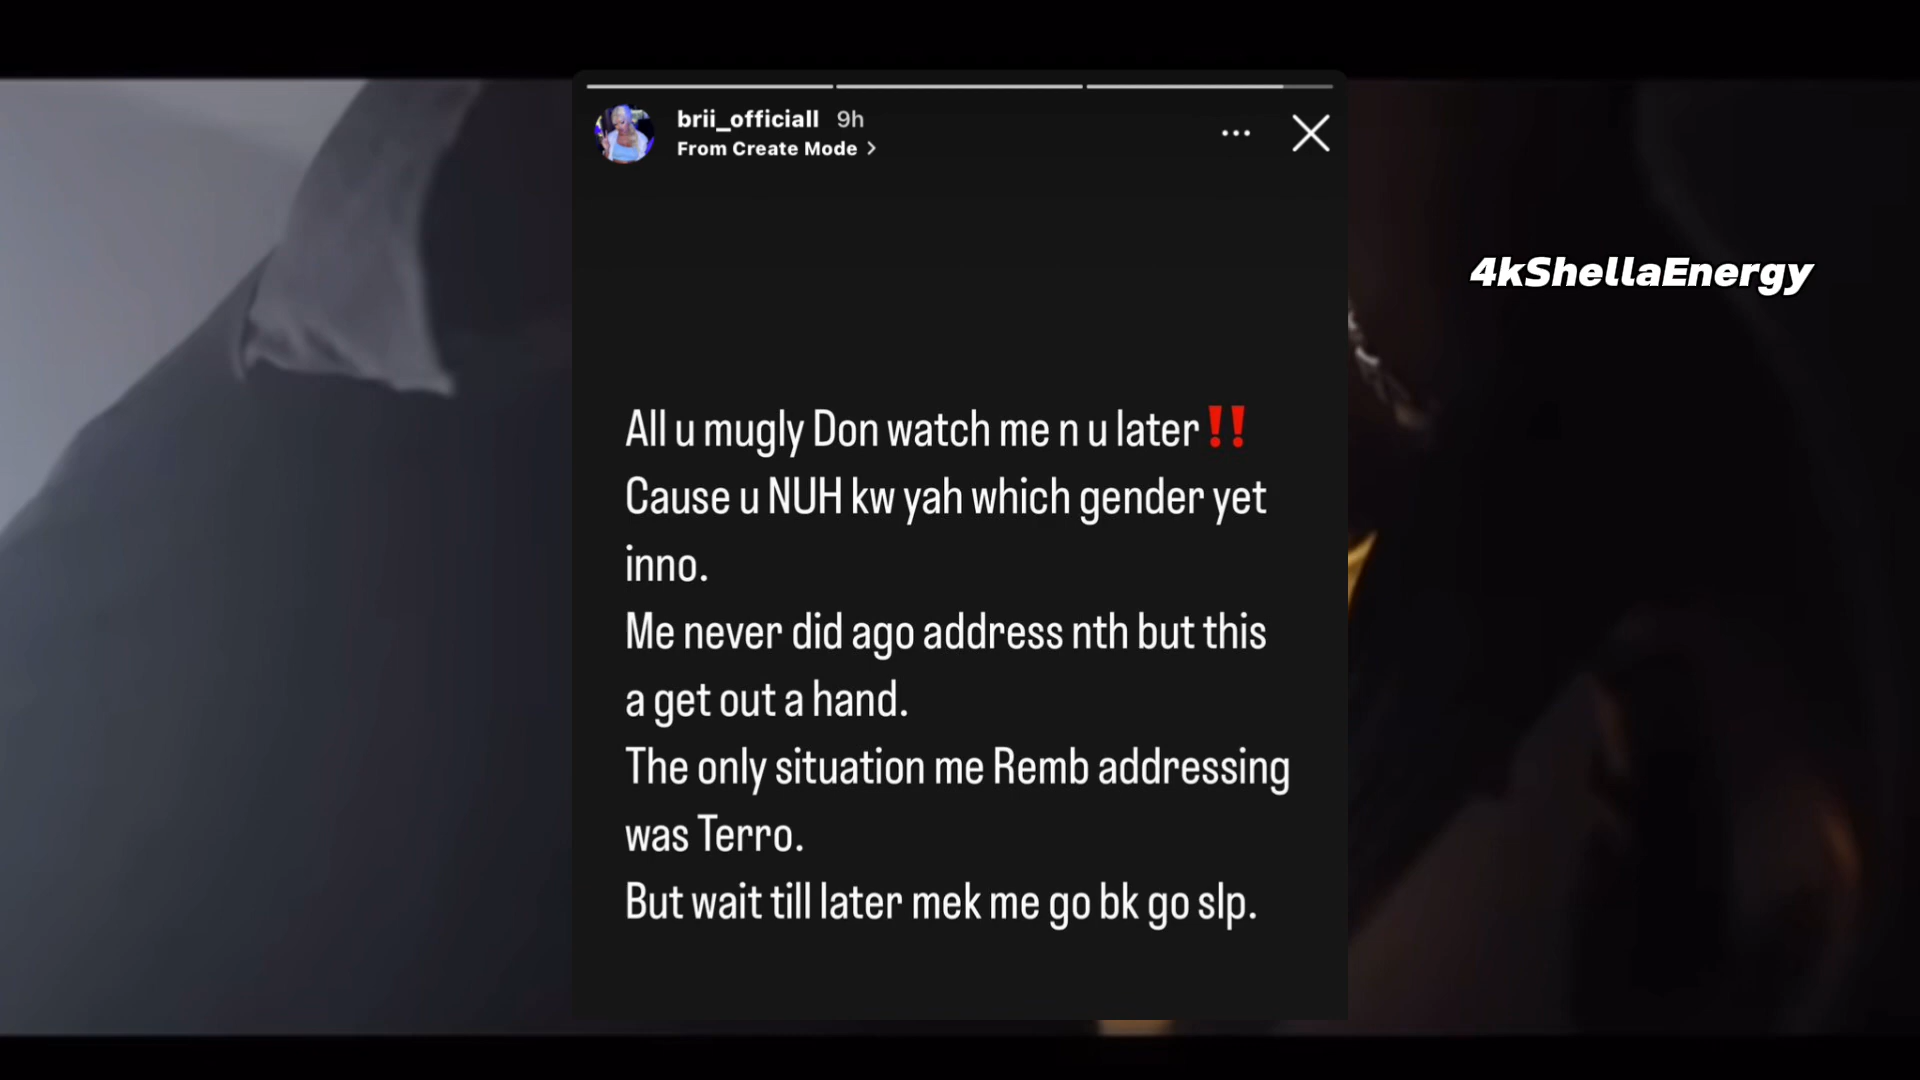 brii_officiall 9h
From Create Mode >
4kShellaEnergy
All u mugly Don watch me n u later‼️
Cause u NUH kw yah which gender yet
inno.
Me never did ago address nth but this
a get out a hand.
The only situation me Remb addressing
was Terro.
But wait till later mek me go bk go slp.